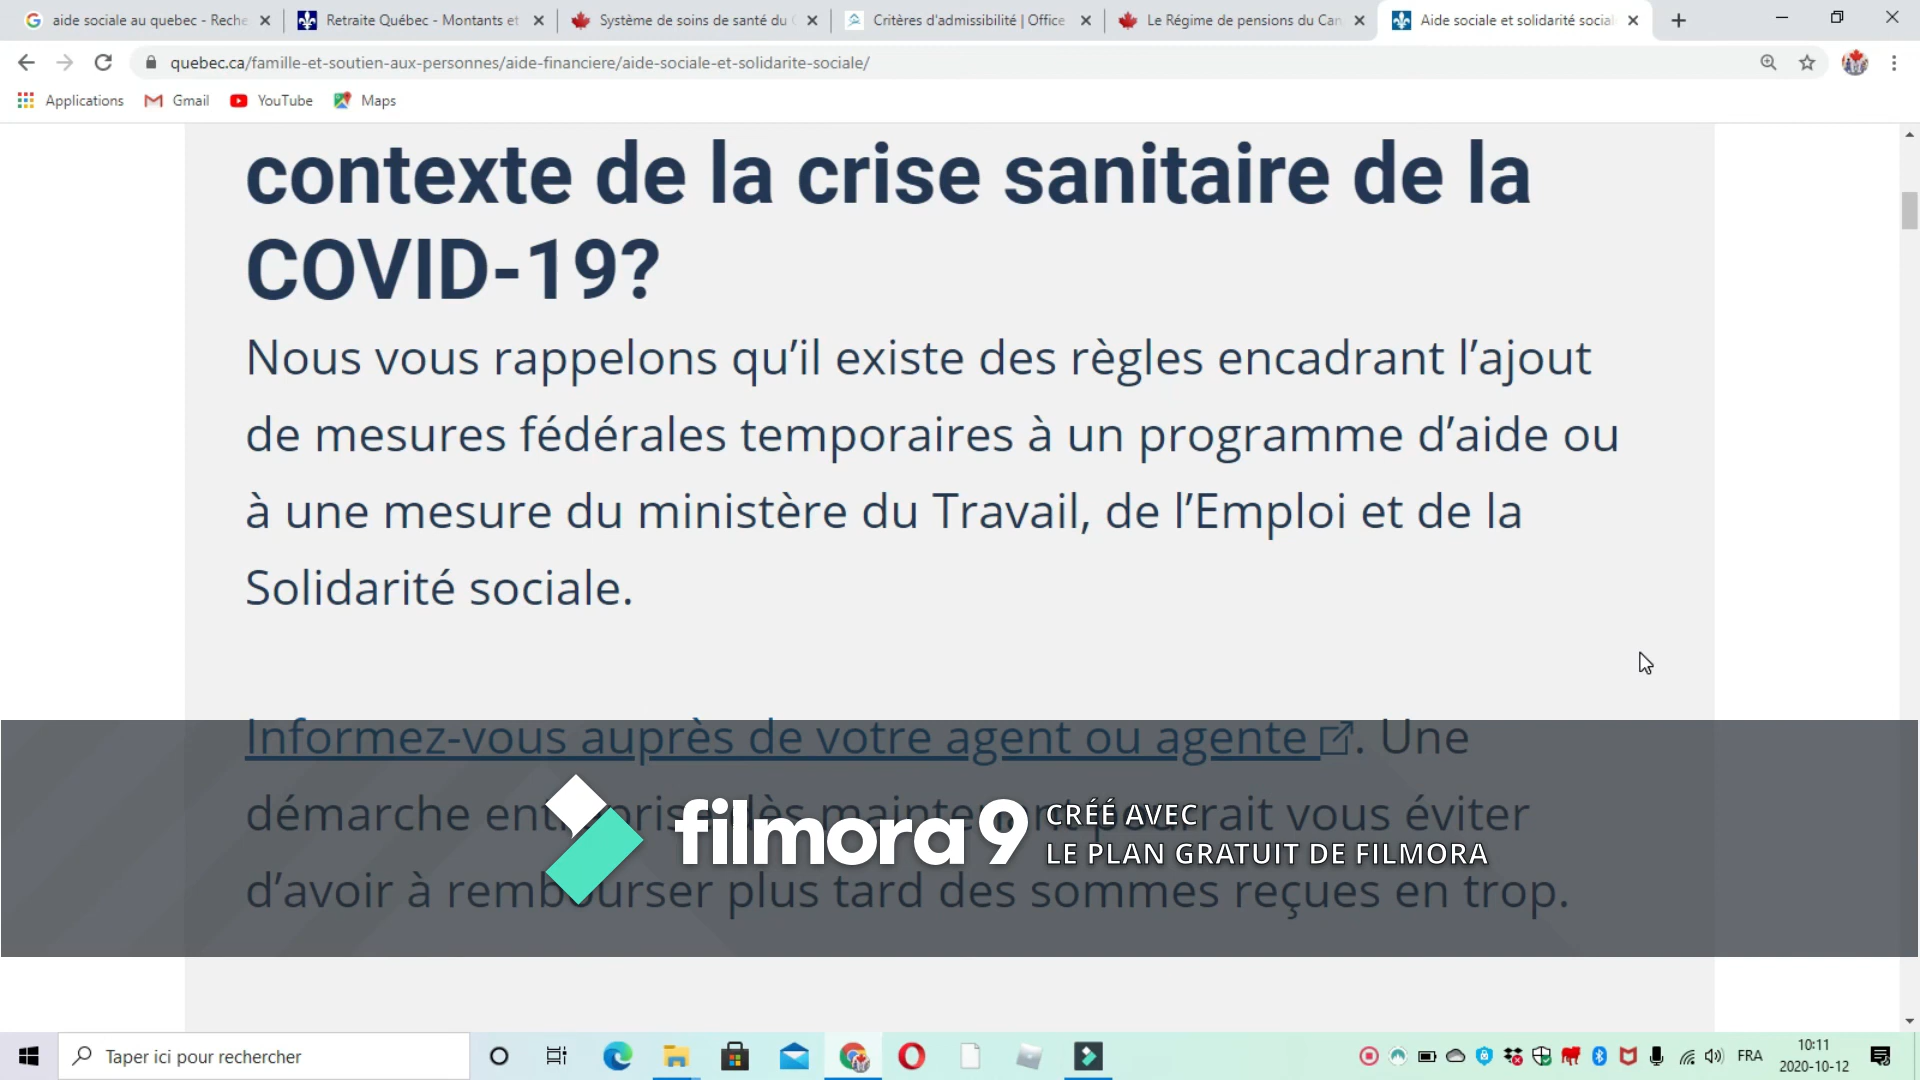 aide sociale au quebec - Reche
Retraite Québec - Montants et
Système de soins de santé du C
Critères d'admissibilité | Office
Le Régime de pensions du Can
Aide sociale et solidarité social
quebec.ca/famille-et-soutien-aux-personnes/aide-financiere/aide-sociale-et-solidarite-sociale/
Applications
Gmail
YouTube
Maps
contexte de la crise sanitaire de la
COVID-19?
Nous vous rappelons qu’il existe des règles encadrant l’ajout
de mesures fédérales temporaires à un programme d’aide ou
à une mesure du ministère du Travail, de l’Emploi et de la
Solidarité sociale.
Informez-vous auprès de votre agent ou agente. Une
démarche entreprise dès maintenant pourrait vous éviter
d’avoir à rembourser plus tard des sommes reçues en trop.
filmora9
CRÉÉ AVEC
LE PLAN GRATUIT DE FILMORA
Taper ici pour rechercher
FRA
10:11
2020-10-12